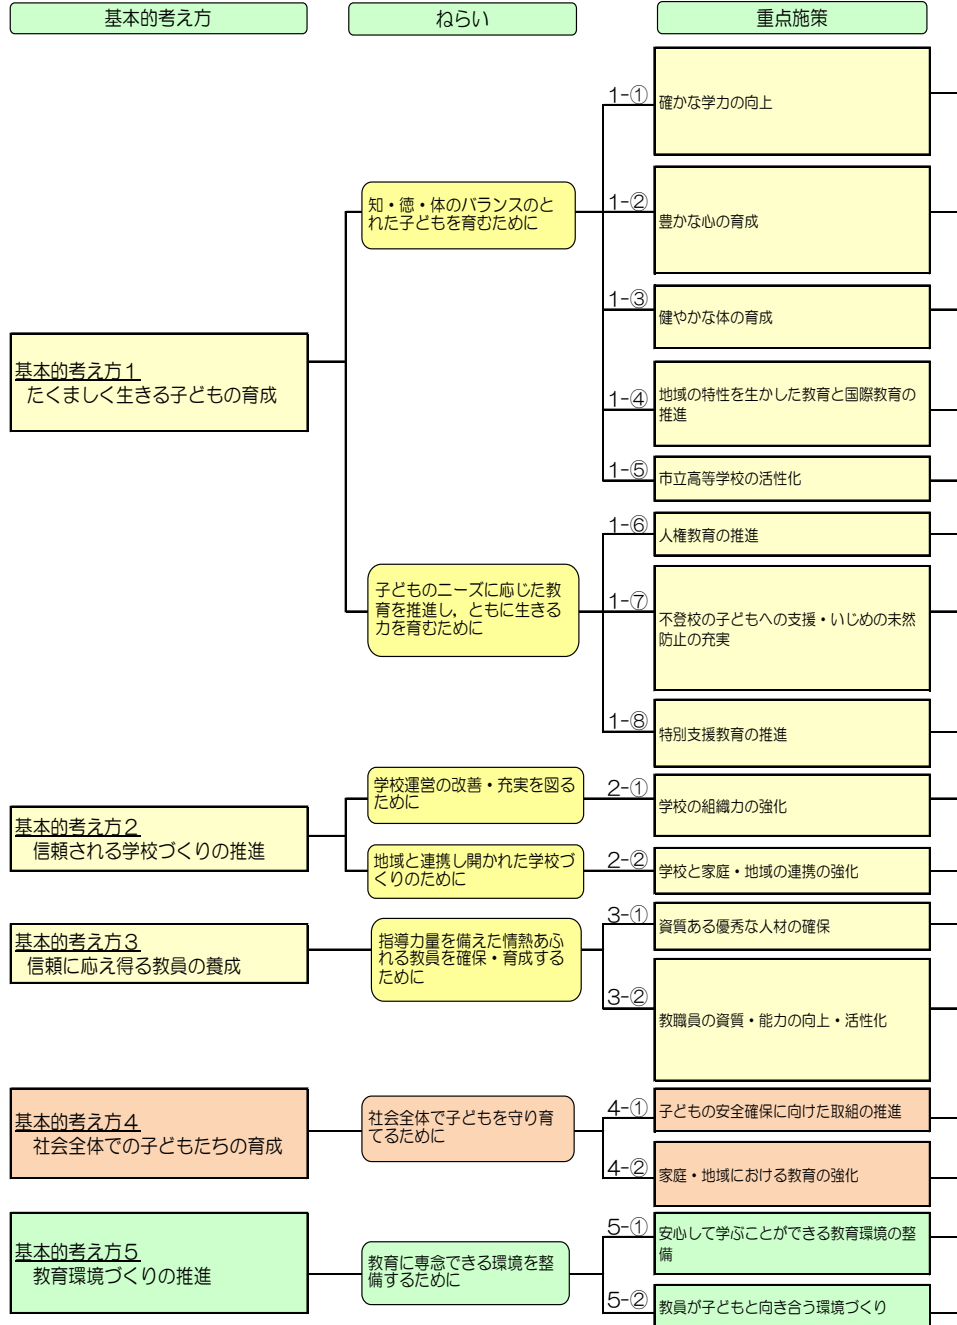 基本的考え方
ねらい
重点施策
基本的考え方1
たくましく生きる子どもの育成
知・徳・体のバランスのと
れた子どもを育むために
1-①
確かな学力の向上
1-②
豊かな心の育成
1-③
健やかな体の育成
1-④
地域の特性を生かした教育と国際教育の
推進
1-⑤
市立高等学校の活性化
子どものニーズに応じた教
育を推進し，ともに生きる
力を育むために
1-⑥
人権教育の推進
1-⑦
不登校の子どもへの支援・いじめの未然
防止の充実
1-⑧
特別支援教育の推進
基本的考え方2
信頼される学校づくりの推進
学校運営の改善・充実を図る
ために
2-①
学校の組織力の強化
地域と連携し開かれた学校づ
くりのために
2-②
学校と家庭・地域の連携の強化
基本的考え方3
信頼に応え得る教員の養成
指導力量を備えた情熱あふ
れる教員を確保・育成する
ために
3-①
資質ある優秀な人材の確保
3-②
教職員の資質・能力の向上・活性化
基本的考え方4
社会全体での子どもたちの育成
社会全体で子どもを守り育
てるために
4-①
子どもの安全確保に向けた取組の推進
4-②
家庭・地域における教育の強化
基本的考え方5
教育環境づくりの推進
教育に専念できる環境を整
備するために
5-①
安心して学ぶことができる教育環境の整
備
5-②
教員が子どもと向き合う環境づくり